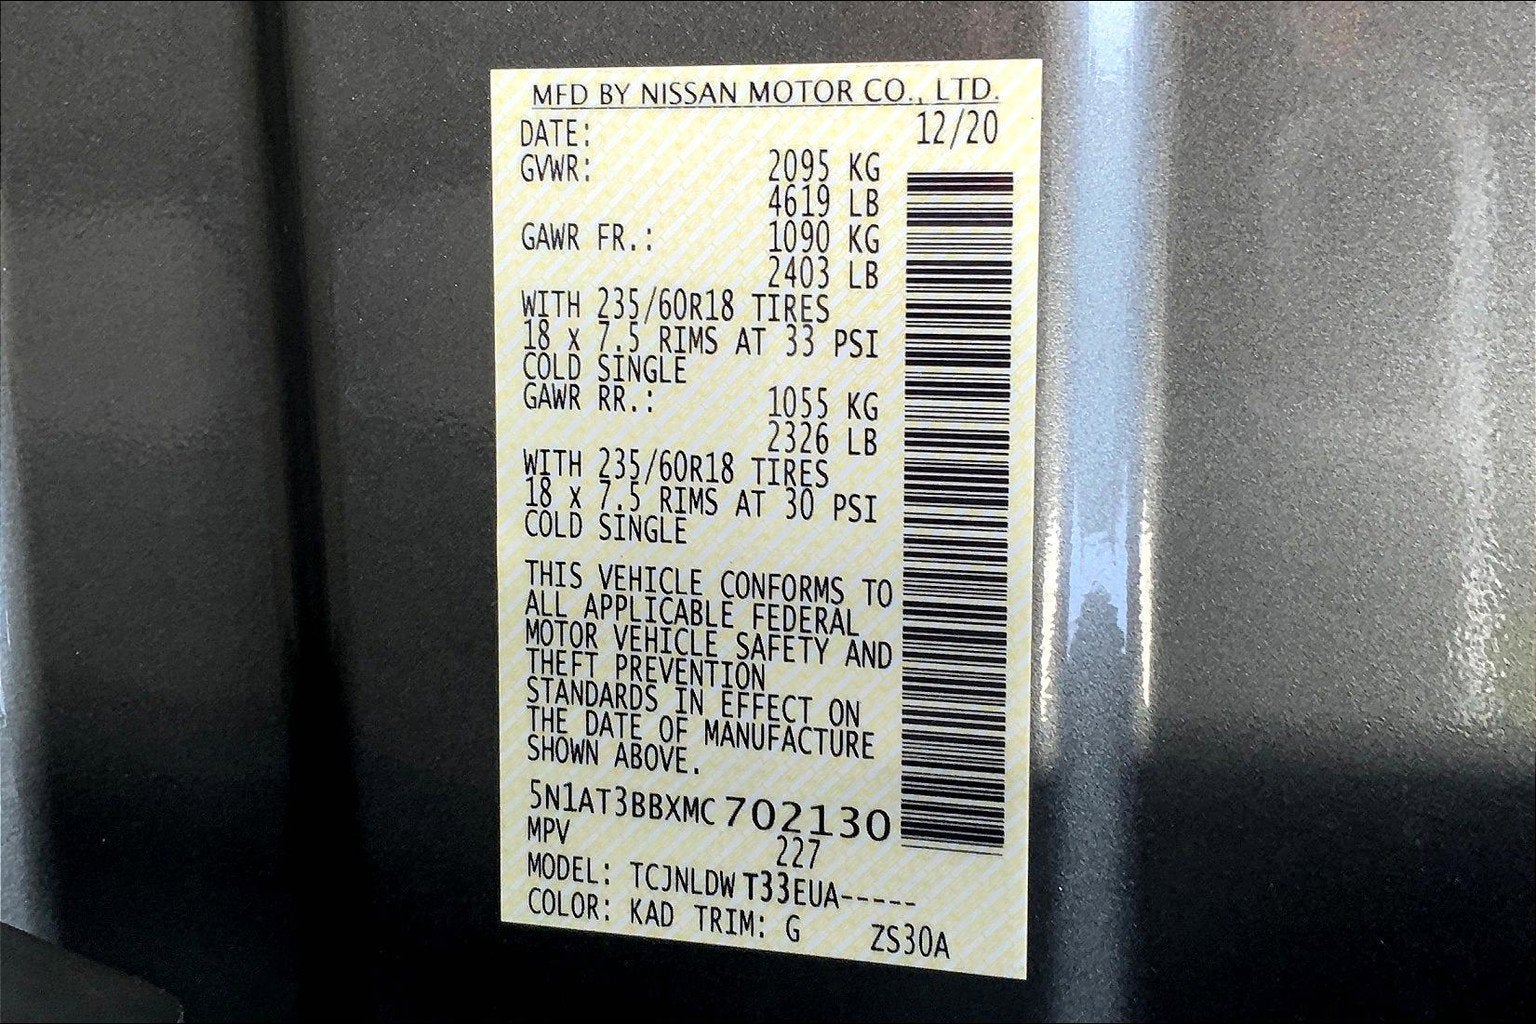 MFD BY NISSAN MOTOR CO., LTD.
DATE: 12/20
GVWR: 2095 KG
4619 LB
GAWR FR.: 1090 KG
2403 LB
WITH 235/60R18 TIRES
18 x 7.5 RIMS AT 33 PSI
COLD SINGLE
GAWR RR.: 1055 KG
2326 LB
WITH 235/60R18 TIRES
18 x 7.5 RIMS AT 30 PSI
COLD SINGLE
THIS VEHICLE CONFORMS TO
ALL APPLICABLE FEDERAL
MOTOR VEHICLE SAFETY AND
THEFT PREVENTION
STANDARDS IN EFFECT ON
THE DATE OF MANUFACTURE
SHOWN ABOVE.
5N1AT3BBXMC702130
MPV 227
MODEL: TCJNLDWT33EUA-----
COLOR: KAD TRIM: G ZS30A